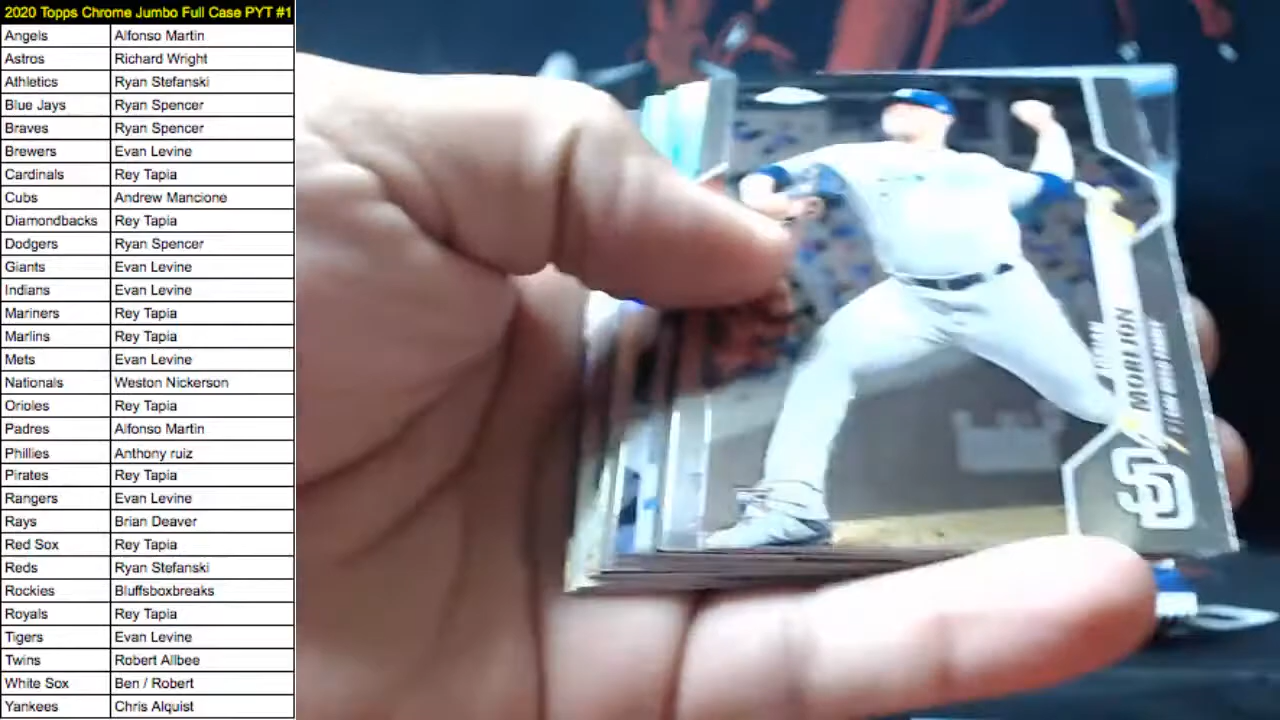 2020 Topps Chrome Jumbo Full Case PYT #1
Angels Alfonso Martin
Astros Richard Wright
Athletics Ryan Stefanski
Blue Jays Ryan Spencer
Braves Ryan Spencer
Brewers Evan Levine
Cardinals Rey Tapia
Cubs Andrew Mancione
Diamondbacks Rey Tapia
Dodgers Ryan Spencer
Giants Evan Levine
Indians Evan Levine
Mariners Rey Tapia
Marlins Rey Tapia
Mets Evan Levine
Nationals Weston Nickerson
Orioles Rey Tapia
Padres Alfonso Martin
Phillies Anthony ruiz
Pirates Rey Tapia
Rangers Evan Levine
Rays Brian Deaver
Red Sox Rey Tapia
Reds Ryan Stefanski
Rockies Bluffsboxbreaks
Royals Rey Tapia
Tigers Evan Levine
Twins Robert Allbee
White Sox Ben / Robert
Yankees Chris Alquist
SD